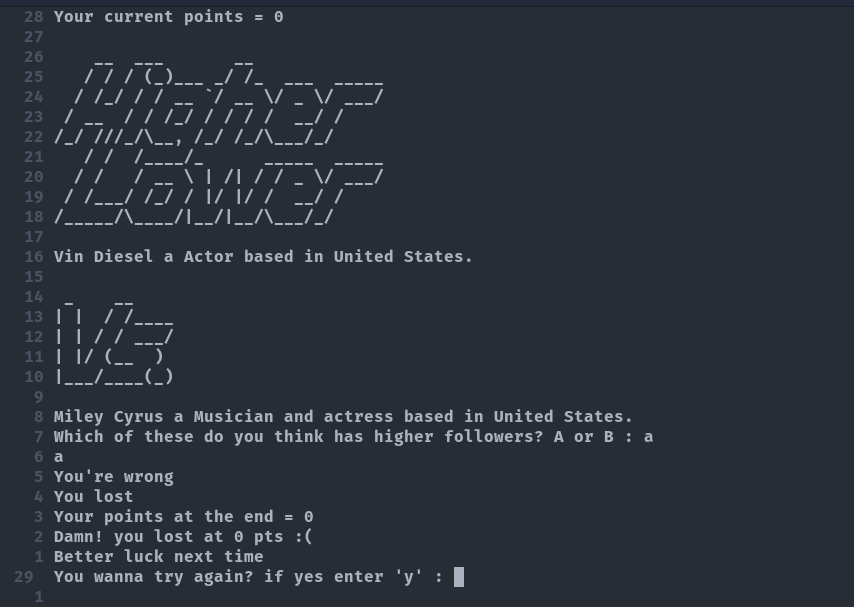 28 Your current points = 0
27
26     __  ___       __
25    / / / (_)___ _/ /_  ___  _____
24   / /_/ / / __ `/ __ \/ _ \/ ___/
23  / __  / / /_/ / / / /  __/ /
22 /_/ ///_/\__, /_/ /_/\___/_/
21    / /  /____/_      _____  _____
20   / /   / __ \ | /| / / _ \/ ___/
19  / /___/ /_/ / |/ |/ /  __/ /
18 /_____/\____/|__/|__/\___/_/
17
16 Vin Diesel a Actor based in United States.
15
14  _    __
13 | |  / /____
12 | | / / ___/
11 | |/ (__  )
10 |___/____(_)
9
8 Miley Cyrus a Musician and actress based in United States.
7 Which of these do you think has higher followers? A or B : a
6 a
5 You're wrong
4 You lost
3 Your points at the end = 0
2 Damn! you lost at 0 pts :(
1 Better luck next time
29 You wanna try again? if yes enter 'y' :
1